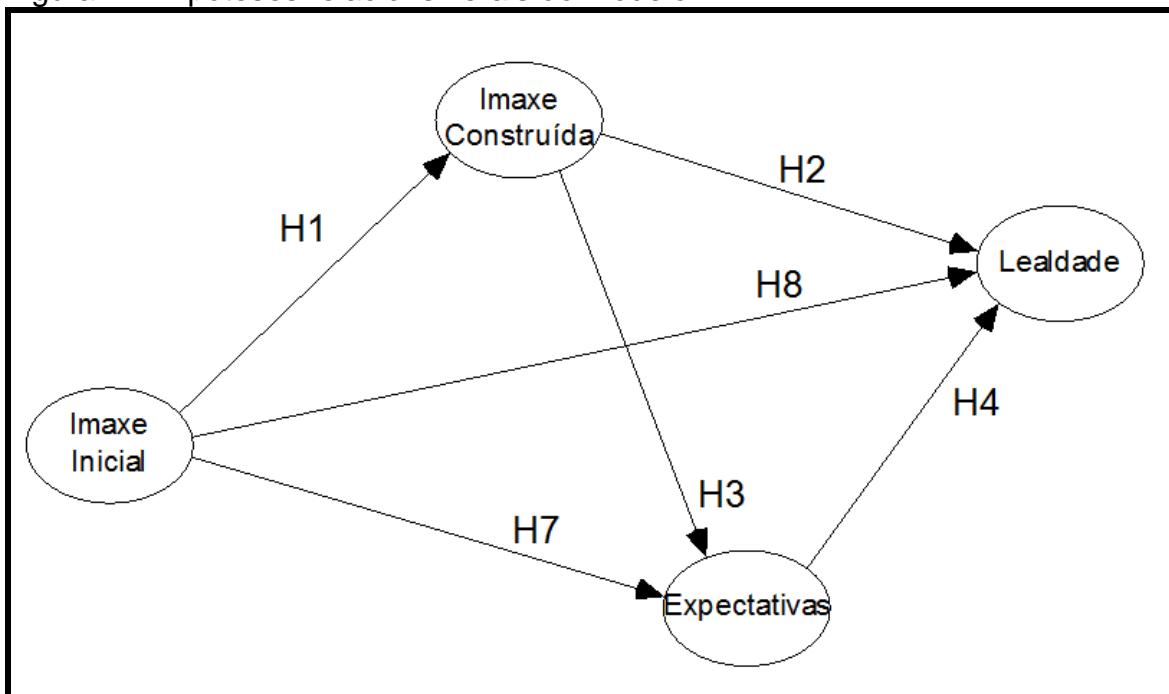 Imaxe
Construída
H2
H1
Lealdade
H8
H4
Imaxe
Inicial
H3
H7
Expectativas